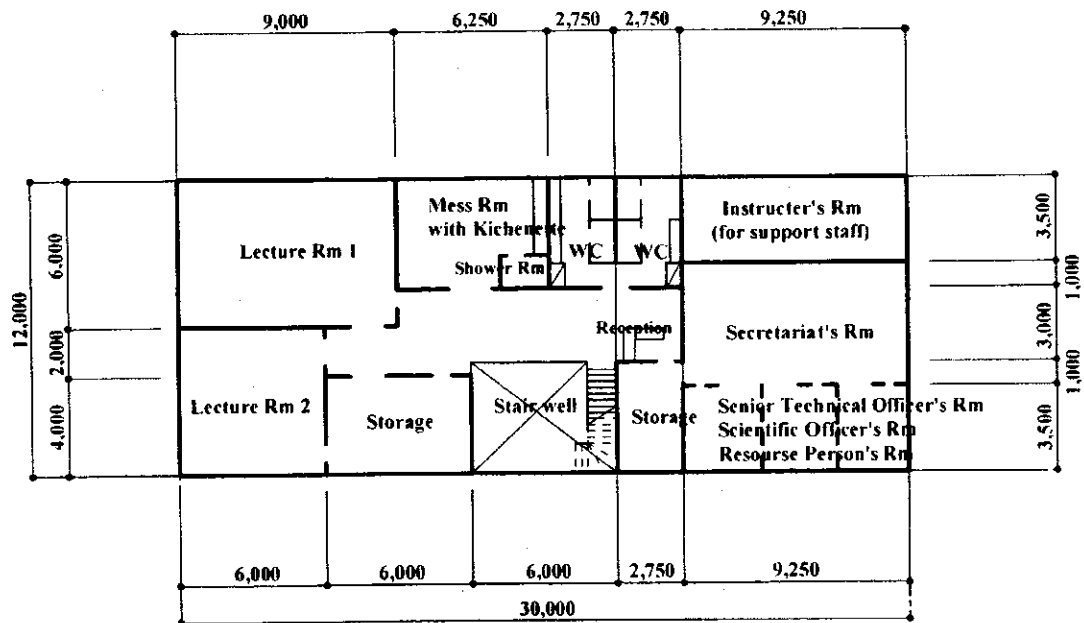 9,000
6,250
2,750
2,750
9,250
12,000
6.000
2,000
4.000
3,500
1,000
3,000
1,000
3,500
Lecture Rm 1
Mess Rm
with Kichenette
Shower Rm
WC
WC
Instructer's Rm
(for support staff)
Reception
Secretariat's Rm
Lecture Rm 2
Storage
Stair well
Storage
Senior Technical Officer's Rm
Scientific Officer's Rm
Resourse Person's Rm
6,000
6,000
6,000
2,750
9,250
30,000